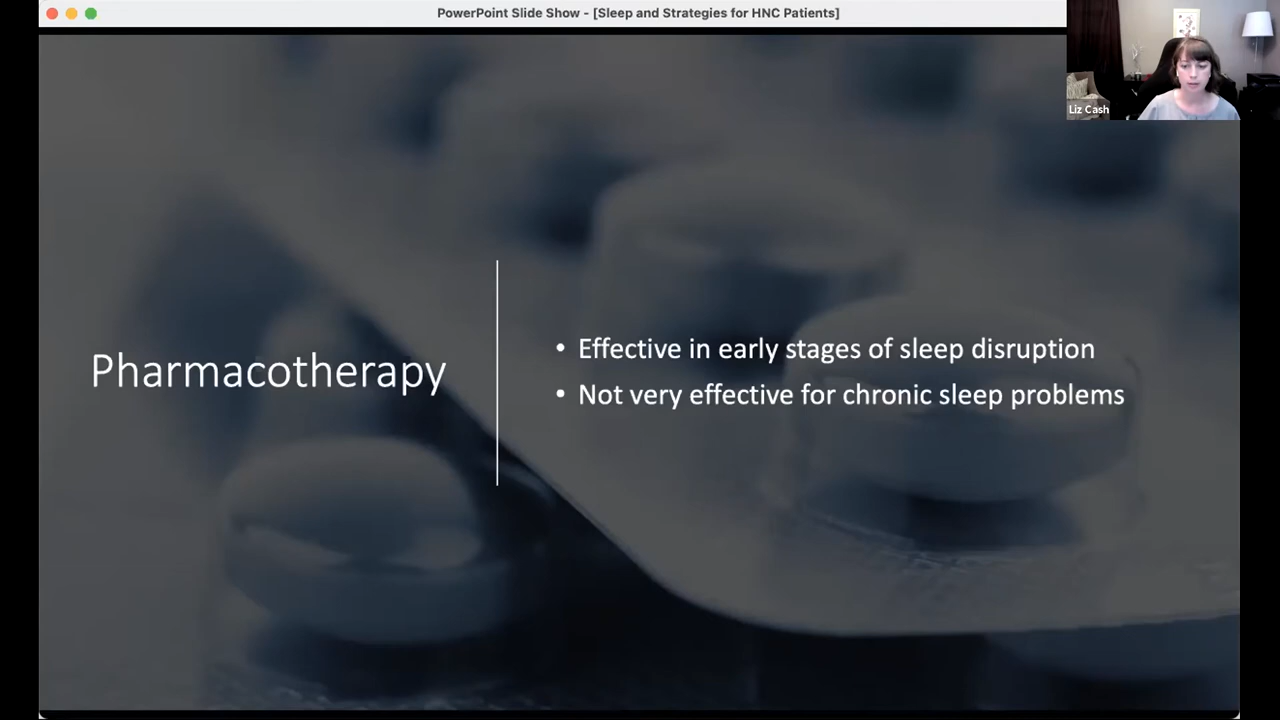 PowerPoint Slide Show - [Sleep and Strategies for HNC Patients]
Liz Cash
Pharmacotherapy
• Effective in early stages of sleep disruption
• Not very effective for chronic sleep problems